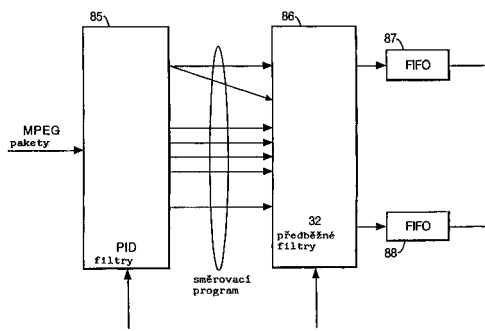 85
86
87
FIFO
MPEG
pakety
PID
filtry
32
předběžné
filtry
FIFO
88
směrovací
program